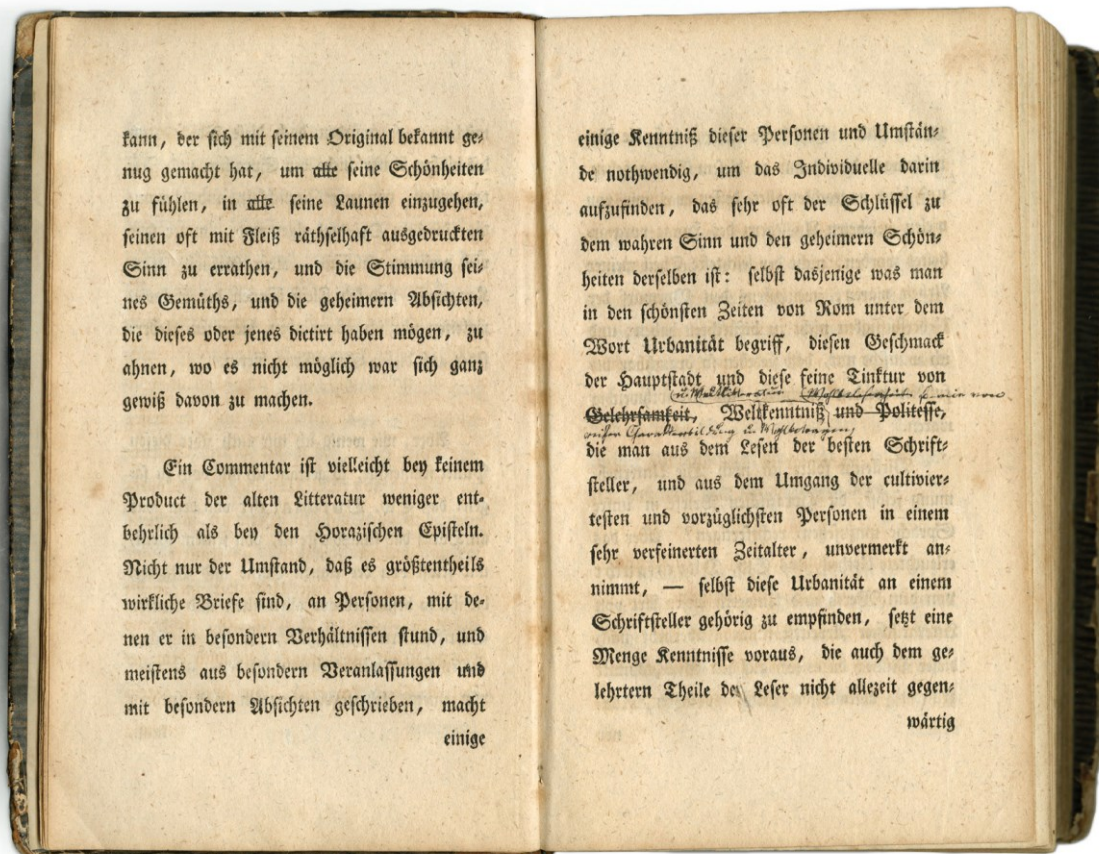 kann, der sich mit seinem Original bekannt ge-
nug gemacht hat, um alle seine Schönheiten
zu fühlen, in alle seine Launen einzugehen,
seinen oft mit Fleiß räthselhaft ausgedruckten
Sinn zu errathen, und die Stimmung sei-
nes Gemüths, und die geheimern Absichten,
die dieses oder jenes dictirt haben mögen, zu
ahnen, wo es nicht möglich war sich ganz
gewiß davon zu machen.
Ein Commentar ist vielleicht bey keinem
Product der alten Litteratur weniger ent-
behrlich als bey den Horazischen Episteln.
Nicht nur der Umstand, daß es größtentheils
wirkliche Briefe sind, an Personen, mit de-
nen er in besondern Verhältnissen stund, und
meistens aus besondern Veranlassungen und
mit besondern Absichten geschrieben, macht
einige
einige Kenntniß dieser Personen und Umstän-
de nothwendig, um das Individuelle darin
aufzufinden, das sehr oft der Schlüssel zu
dem wahren Sinn und den geheimern Schön-
heiten derselben ist: selbst dasjenige was man
in den schönsten Zeiten von Rom unter dem
Wort Urbanität begriff, diesen Geschmack
der Hauptstadt und diese feine Tinktur von
u. Weltlitteratur
Gelehrsamkeit, Weltkenntniß und Politesse,
die man aus dem Lesen der besten Schrift-
steller, und aus dem Umgang der cultivier-
testen und vorzüglichsten Personen in einem
sehr verfeinerten Zeitalter, unvermerkt an-
nimmt, — selbst diese Urbanität an einem
Schriftsteller gehörig zu empfinden, setzt eine
Menge Kenntnisse voraus, die auch dem ge-
lehrtern Theile der Leser nicht allezeit gegen-
wärtig